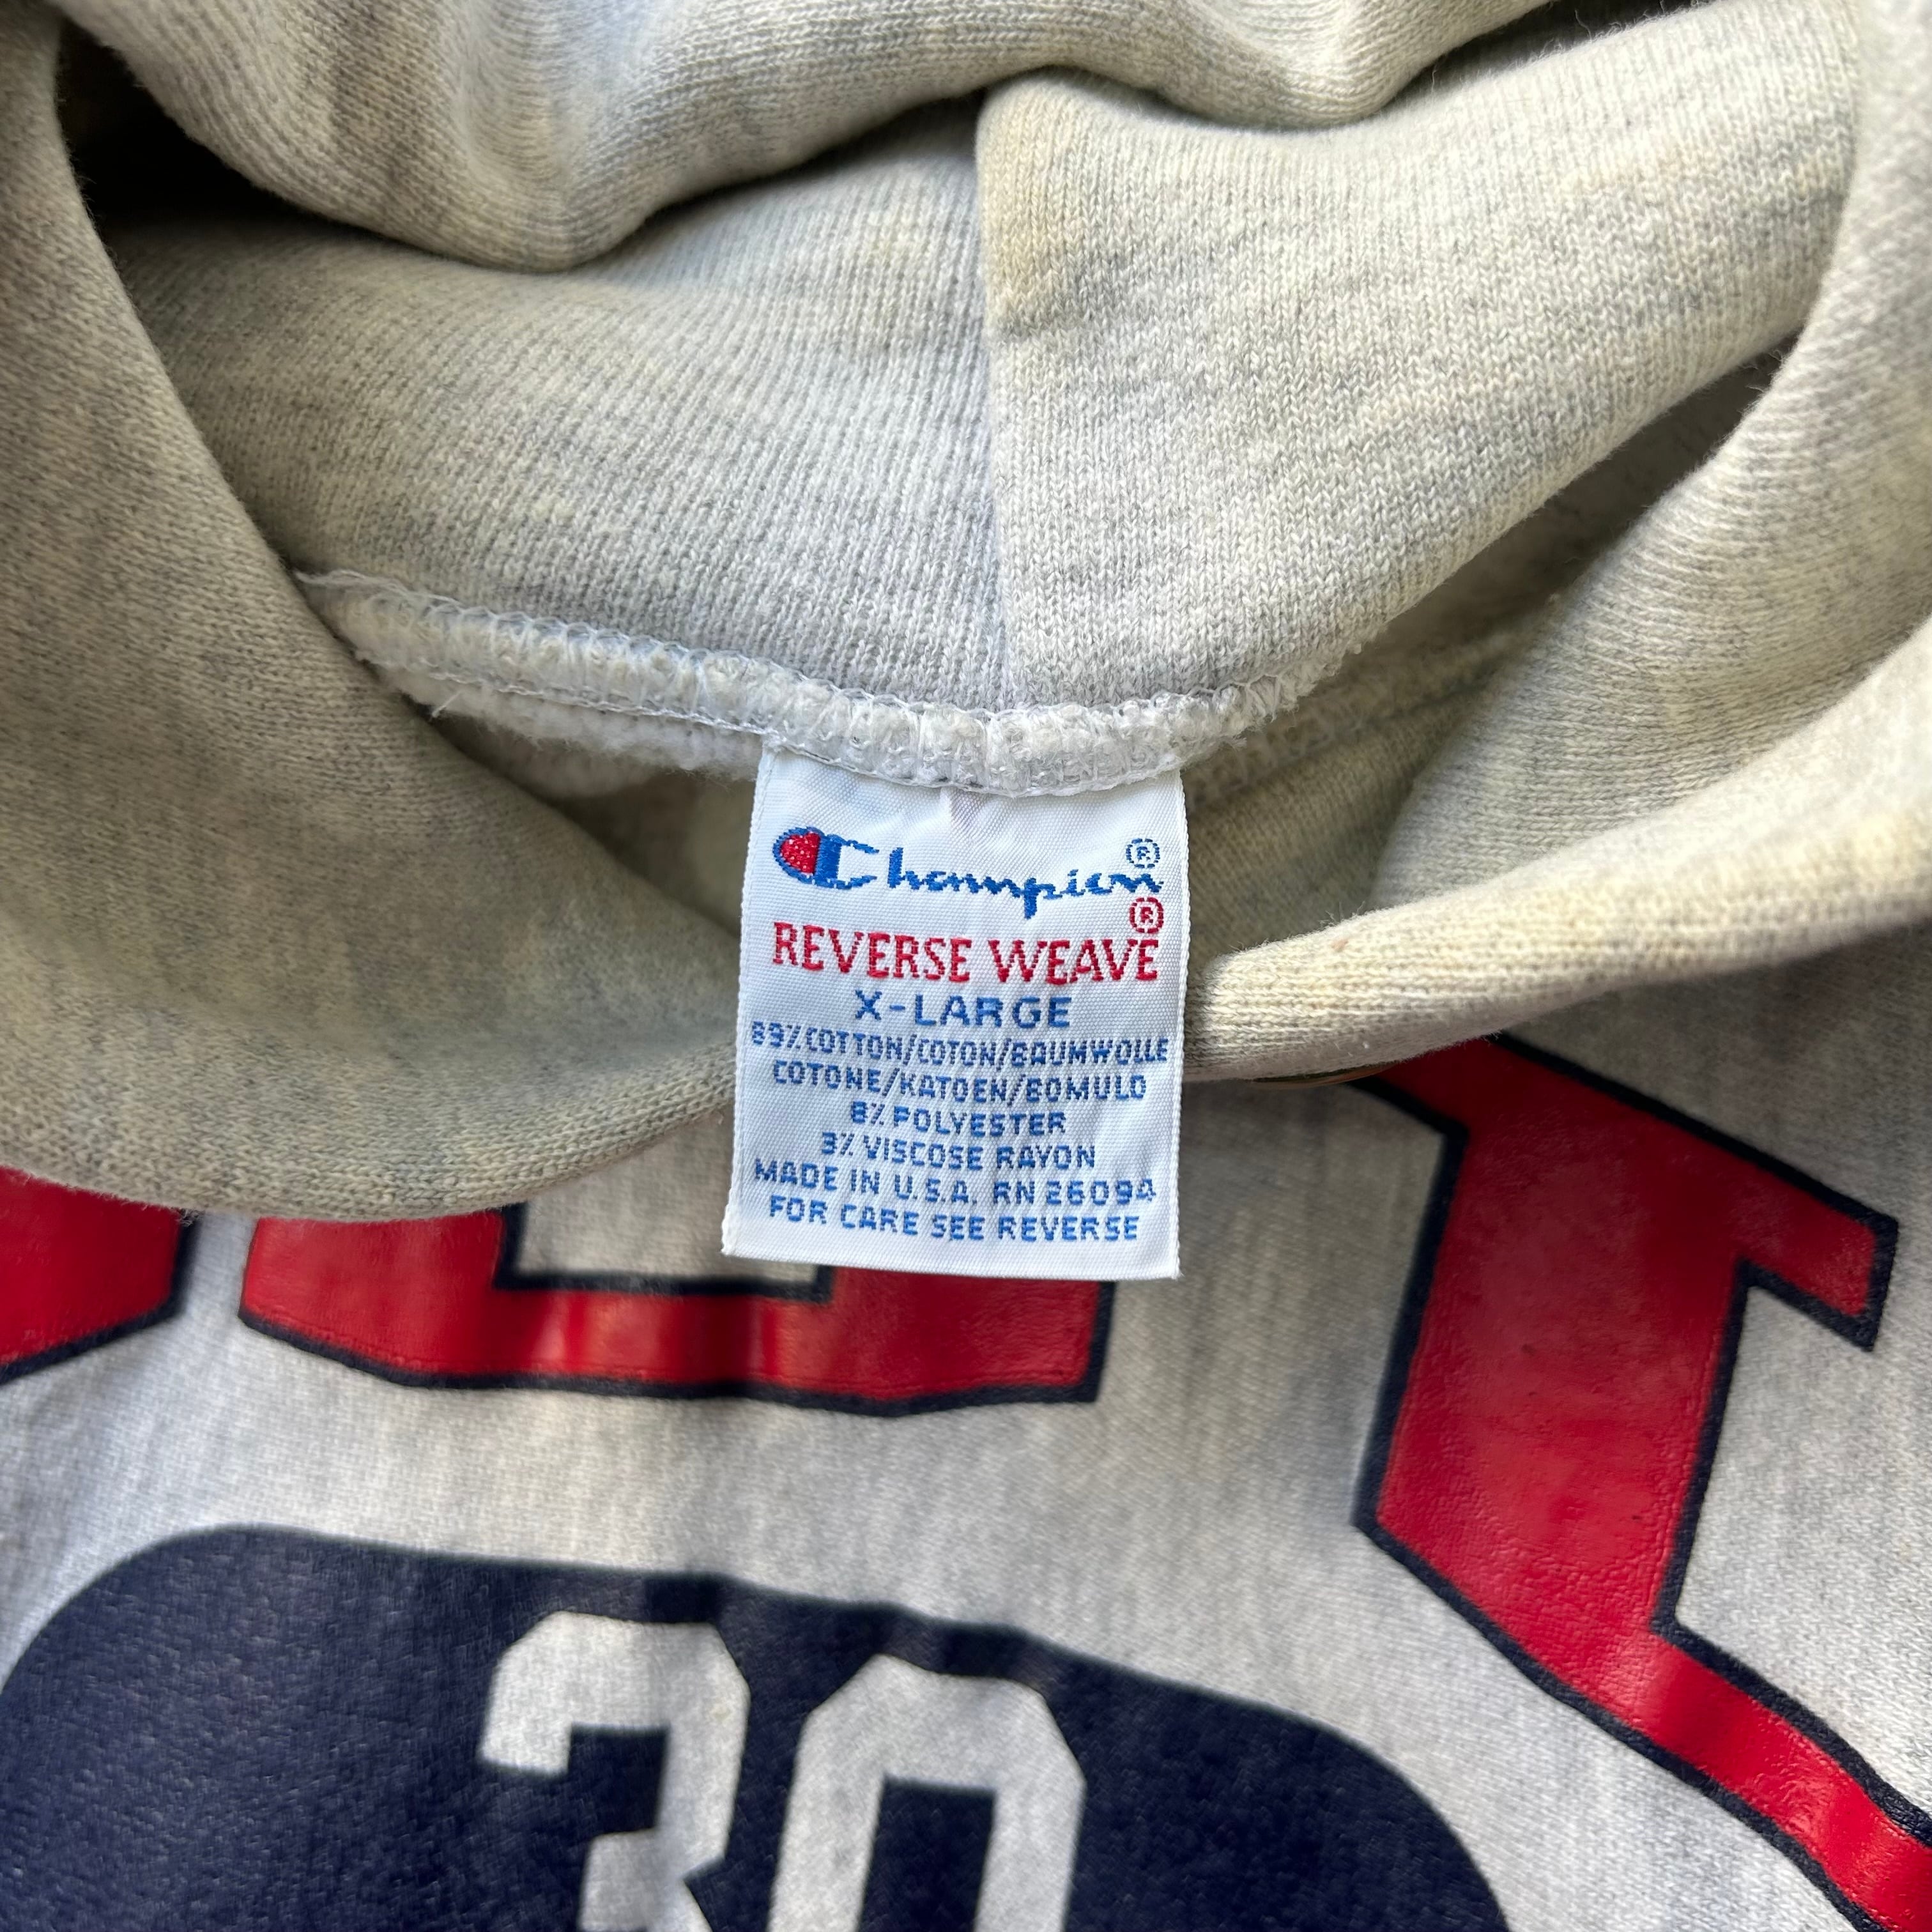 Champion®
REVERSE WEAVE®
X-LARGE
89% COTTON/COTON/BAUMWOLLE
COTONE/KATOEN/BOMULD
8% POLYESTER
3% VISCOSE RAYON
MADE IN U.S.A. RN 26094
FOR CARE SEE REVERSE
30